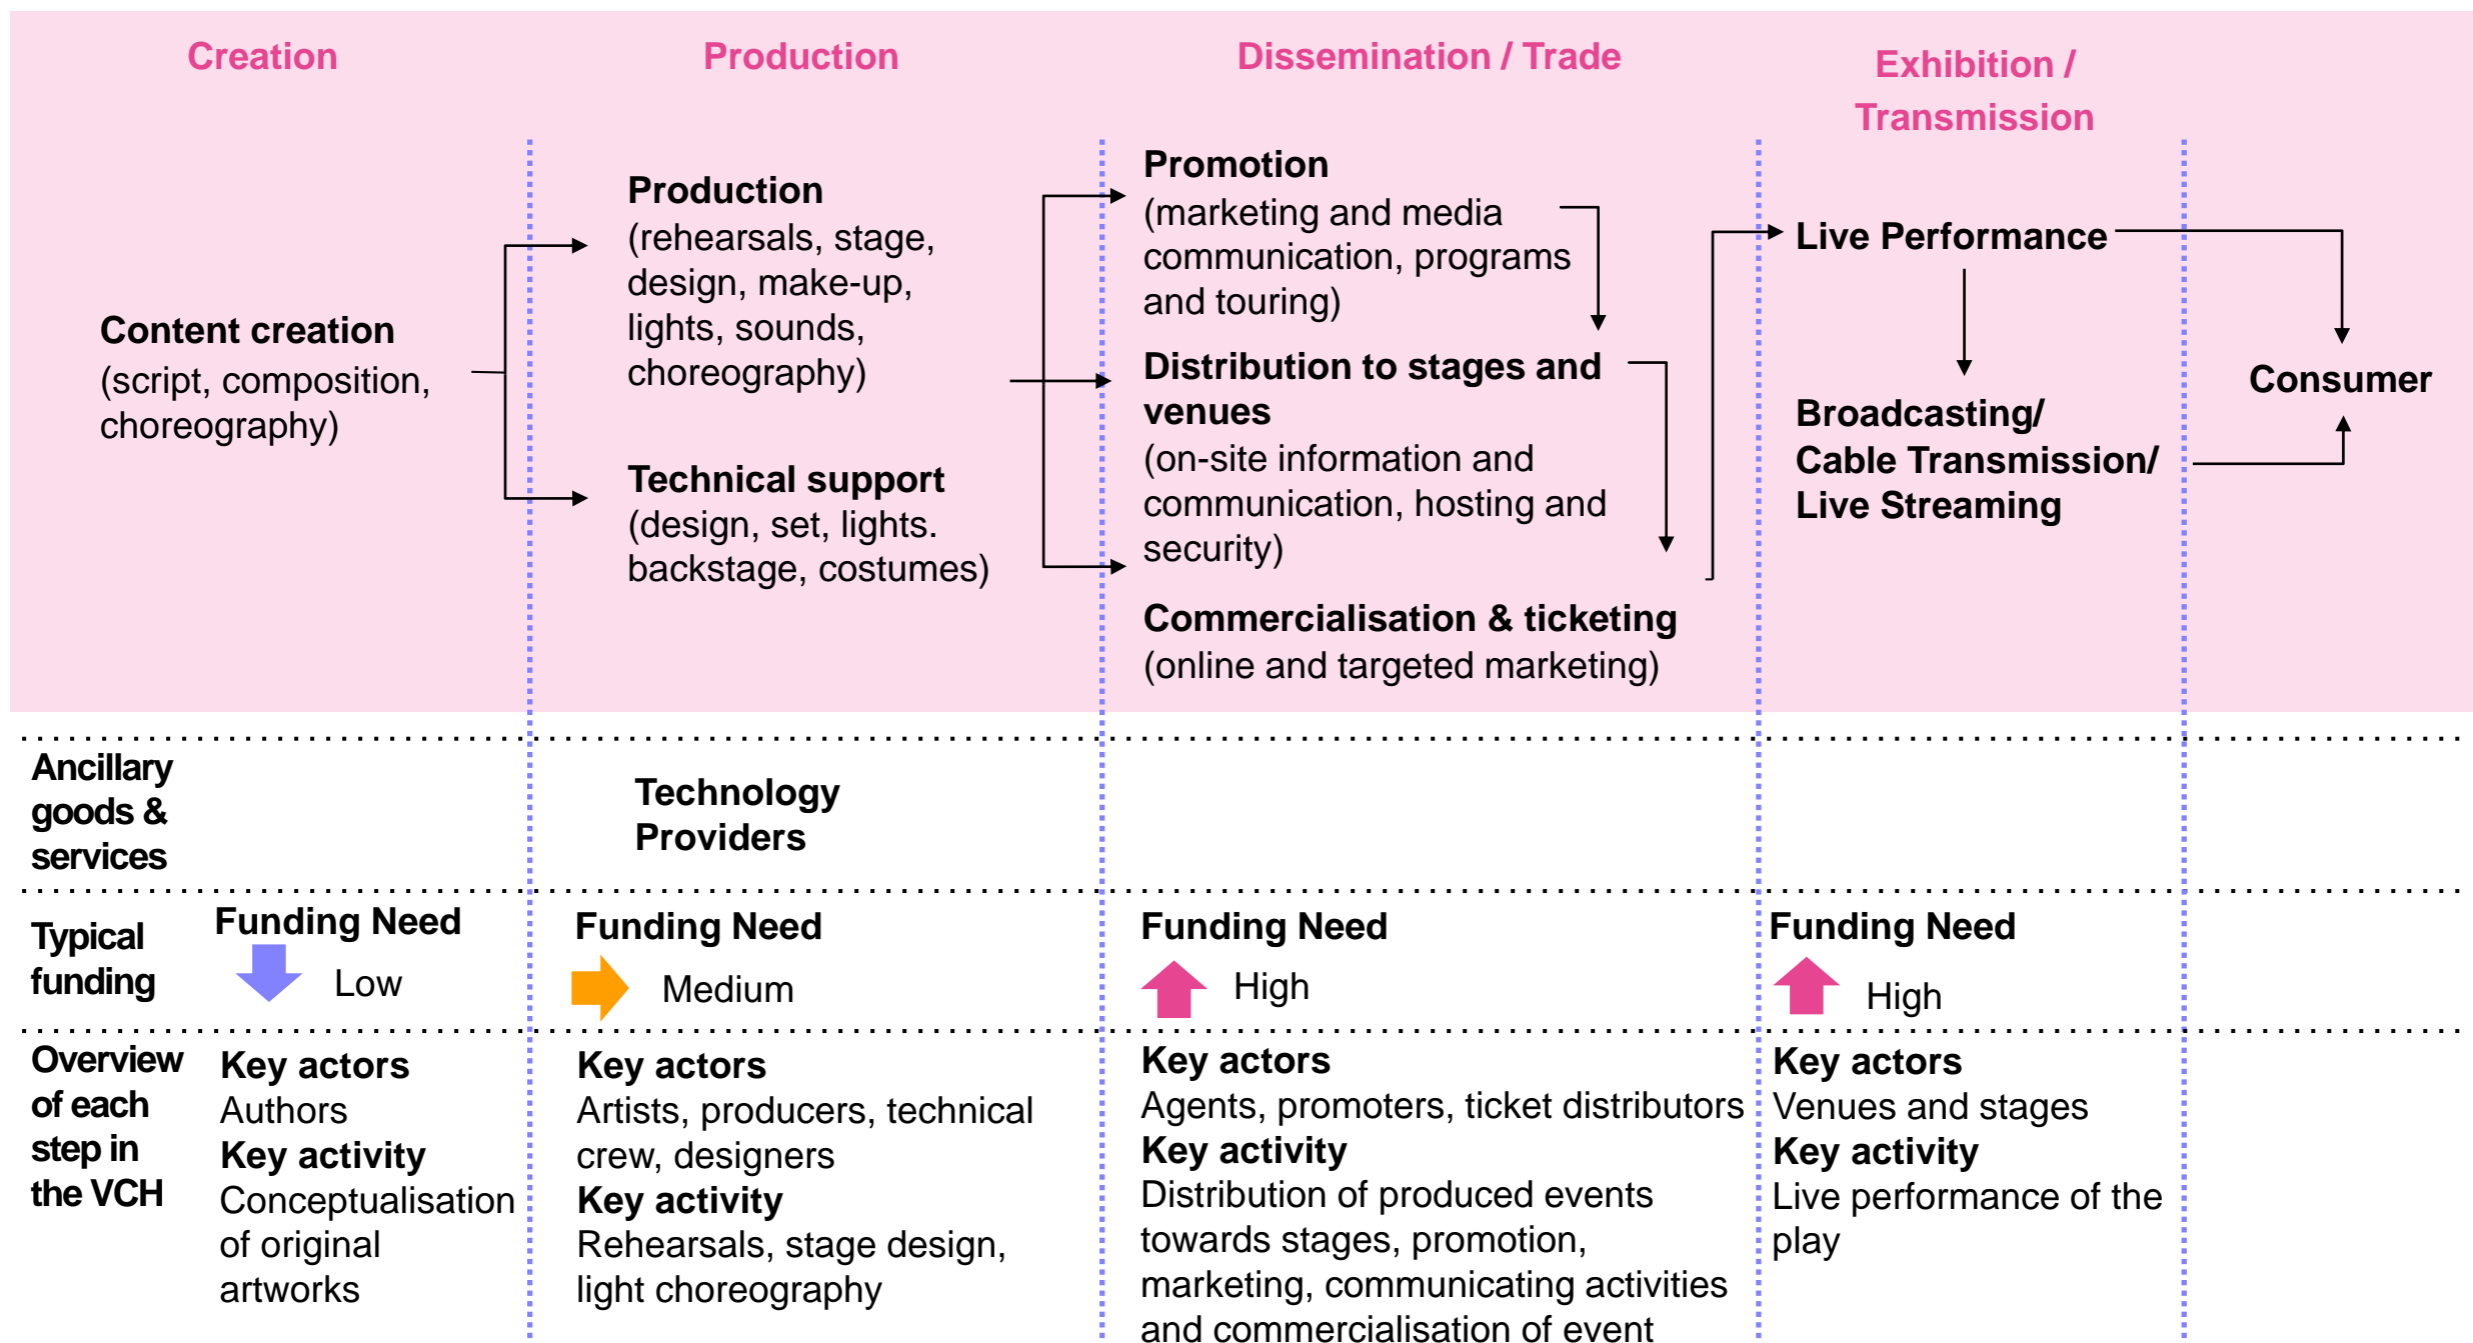 Creation
Production
Dissemination / Trade
Exhibition /
Transmission
Content creation
(script, composition,
choreography)
Production
(rehearsals, stage,
design, make-up,
lights, sounds,
choreography)
Technical support
(design, set, lights.
backstage, costumes)
Promotion
(marketing and media
communication, programs
and touring)
Distribution to stages and
venues
(on-site information and
communication, hosting and
security)
Commercialisation & ticketing
(online and targeted marketing)
Live Performance
Broadcasting/
Cable Transmission/
Live Streaming
Consumer
Ancillary
goods &
services
Technology
Providers
Typical
funding
Funding Need
Low
Funding Need
Medium
Funding Need
High
Funding Need
High
Overview
of each
step in
the VCH
Key actors
Authors
Key activity
Conceptualisation
of original
artworks
Key actors
Artists, producers, technical
crew, designers
Key activity
Rehearsals, stage design,
light choreography
Key actors
Agents, promoters, ticket distributors
Key activity
Distribution of produced events
towards stages, promotion,
marketing, communicating activities
and commercialisation of event
Key actors
Venues and stages
Key activity
Live performance of the
play